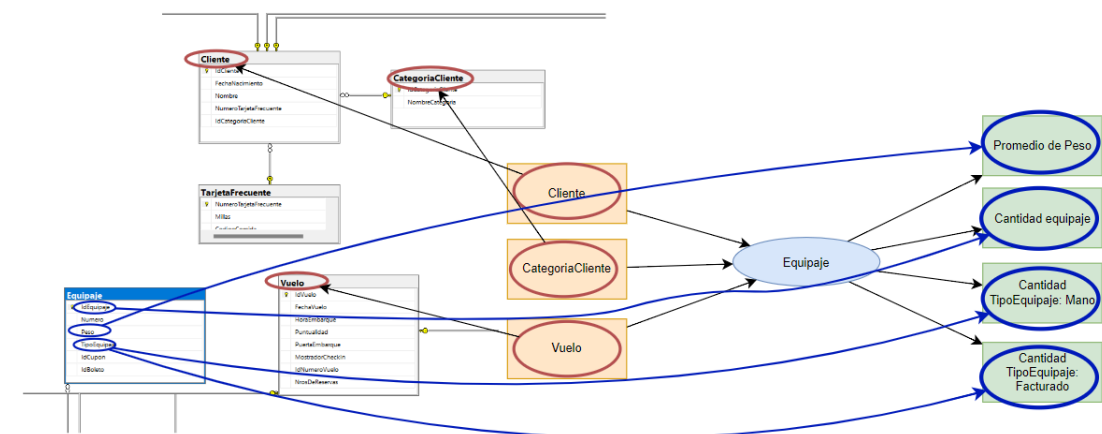 Cliente
IdCliente
FechaNacimiento
Nombre
NumeroTarjetaFrecuente
IdCategoriaCliente
CategoriaCliente
IdCategoriaCliente
NombreCategoria
TarjetaFrecuente
NumeroTarjetaFrecuente
Millas
Equipaje
IdEquipaje
Numero
Peso
TipoEquipaje
IdCupon
IdBoleto
Vuelo
IdVuelo
FechaVuelo
HoraEmbarque
Puntualidad
PuertaEmbarque
MostradorCheckIn
IdNumeroVuelo
NrosDeReservas
Cliente
CategoriaCliente
Vuelo
Equipaje
Promedio de Peso
Cantidad equipaje
Cantidad
TipoEquipaje: Mano
Cantidad
TipoEquipaje:
Facturado